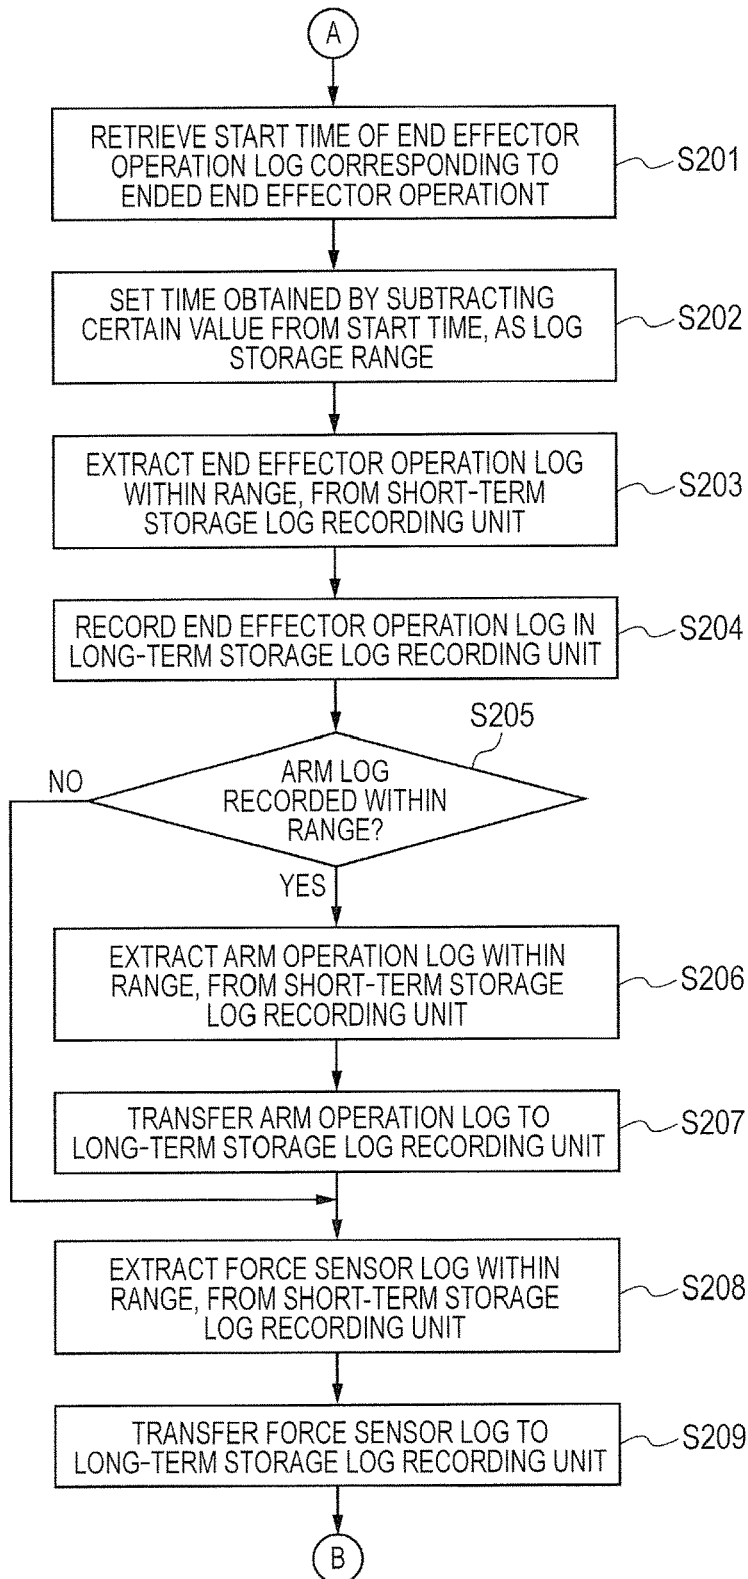 A
RETRIEVE START TIME OF END EFFECTOR
OPERATION LOG CORRESPONDING TO
ENDED END EFFECTOR OPERATIONT
S201
SET TIME OBTAINED BY SUBTRACTING
CERTAIN VALUE FROM START TIME, AS LOG
STORAGE RANGE
S202
EXTRACT END EFFECTOR OPERATION LOG
WITHIN RANGE, FROM SHORT-TERM
STORAGE LOG RECORDING UNIT
S203
RECORD END EFFECTOR OPERATION LOG IN
LONG-TERM STORAGE LOG RECORDING UNIT
S204
S205
NO
ARM LOG
RECORDED WITHIN
RANGE?
YES
EXTRACT ARM OPERATION LOG WITHIN
RANGE, FROM SHORT-TERM STORAGE
LOG RECORDING UNIT
S206
TRANSFER ARM OPERATION LOG TO
LONG-TERM STORAGE LOG RECORDING UNIT
S207
EXTRACT FORCE SENSOR LOG WITHIN
RANGE, FROM SHORT-TERM STORAGE
LOG RECORDING UNIT
S208
TRANSFER FORCE SENSOR LOG TO
LONG-TERM STORAGE LOG RECORDING UNIT
S209
B